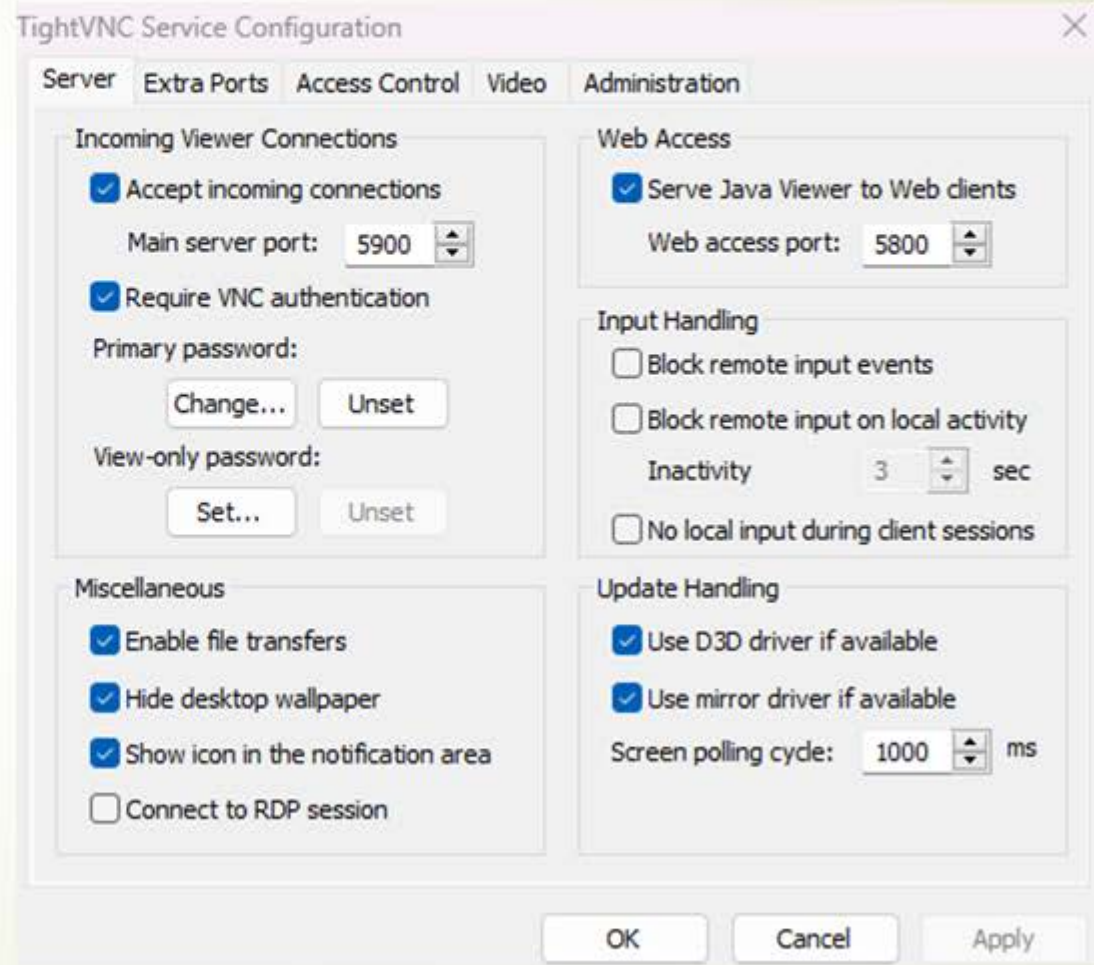 TightVNC Service Configuration
Server Extra Ports Access Control Video Administration
Incoming Viewer Connections
Accept incoming connections
Main server port: 5900
Require VNC authentication
Primary password:
Change... Unset
View-only password:
Set... Unset
Web Access
Serve Java Viewer to Web clients
Web access port: 5800
Input Handling
Block remote input events
Block remote input on local activity
Inactivity 3 sec
No local input during client sessions
Miscellaneous
Enable file transfers
Hide desktop wallpaper
Show icon in the notification area
Connect to RDP session
Update Handling
Use D3D driver if available
Use mirror driver if available
Screen polling cycle: 1000 ms
OK Cancel Apply